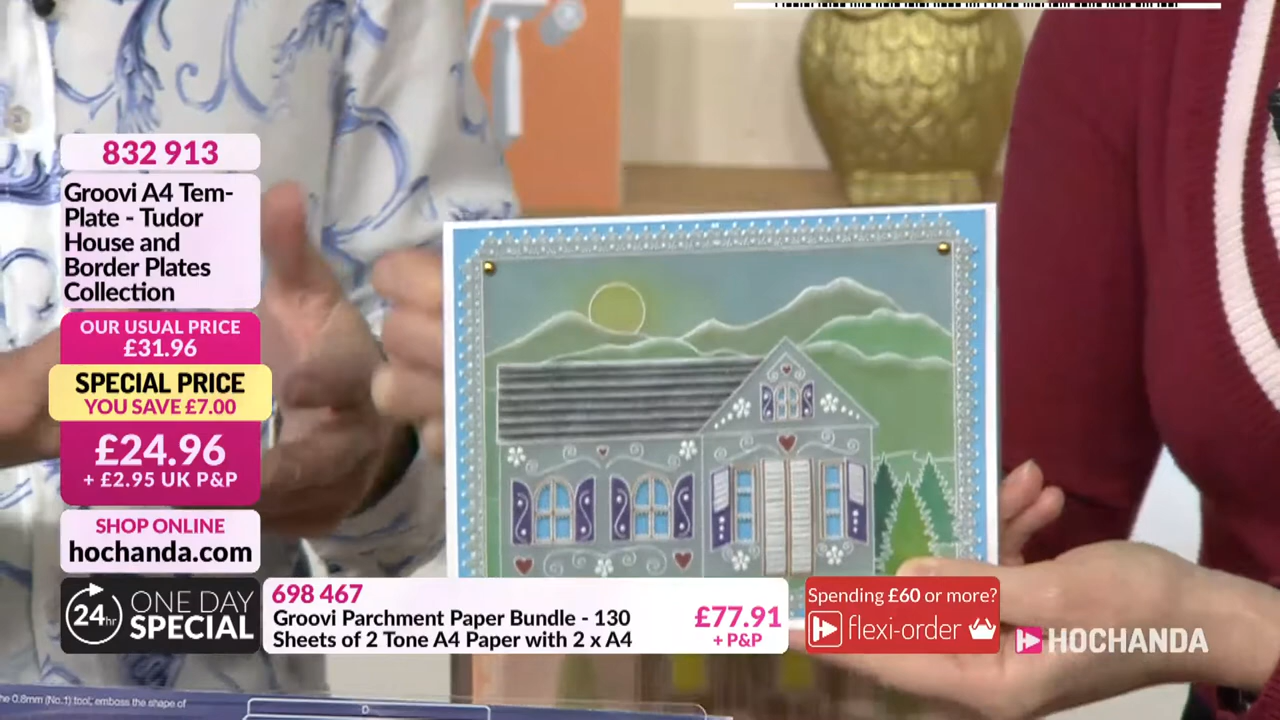 832 913
Groovi A4 Tem-
Plate - Tudor
House and
Border Plates
Collection
OUR USUAL PRICE
£31.96
SPECIAL PRICE
YOU SAVE £7.00
£24.96
+ £2.95 UK P&P
SHOP ONLINE
hochanda.com
24hr ONE DAY
SPECIAL
698 467
Groovi Parchment Paper Bundle - 130
Sheets of 2 Tone A4 Paper with 2 x A4
£77.91
+ P&P
Spending £60 or more?
flexi-order
HOCHANDA
he 0.8mm (No.1) tool, emboss the shape of
D